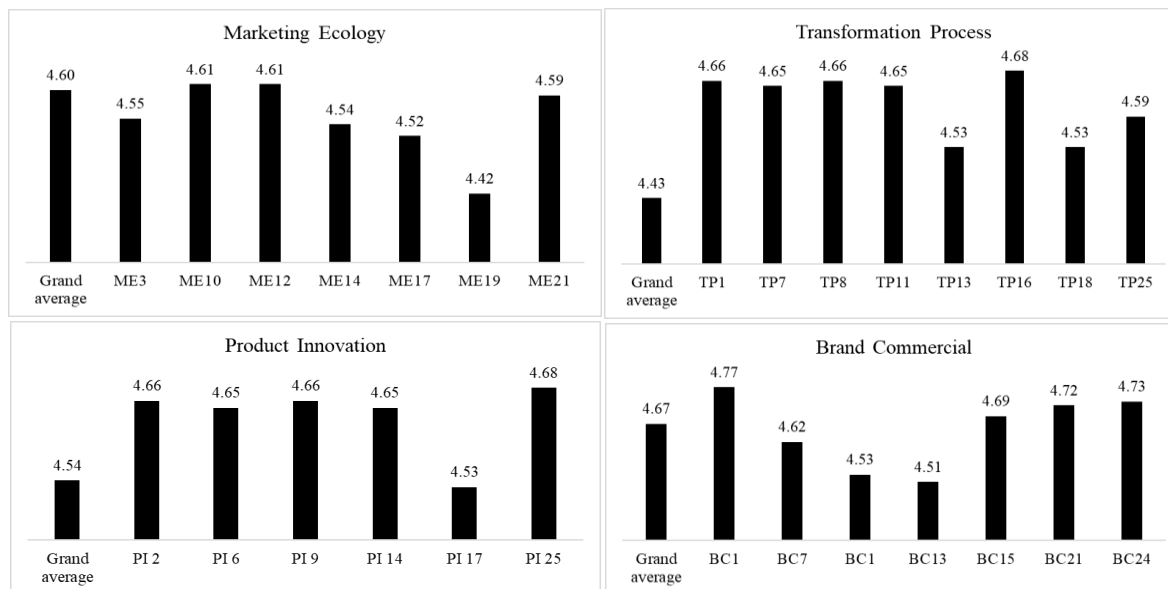 Marketing Ecology
4.60
4.55
4.61
4.61
4.54
4.52
4.42
4.59
Grand
average
ME3
ME10
ME12
ME14
ME17
ME19
ME21
Transformation Process
4.43
4.66
4.65
4.66
4.65
4.53
4.68
4.53
4.59
Grand
average
TP1
TP7
TP8
TP11
TP13
TP16
TP18
TP25
Product Innovation
4.54
4.66
4.65
4.66
4.65
4.53
4.68
Grand
average
PI 2
PI 6
PI 9
PI 14
PI 17
PI 25
Brand Commercial
4.67
4.77
4.62
4.53
4.51
4.69
4.72
4.73
Grand
average
BC1
BC7
BC1
BC13
BC15
BC21
BC24